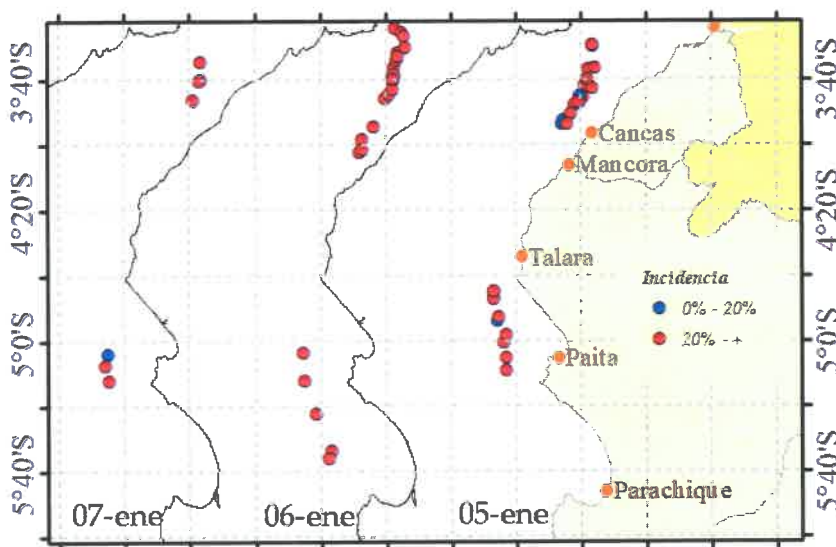 3°40'S
4°20'S
5°0'S
5°40'S
3°40'S
4°20'S
5°0'S
5°40'S
Cancas
Mancora
Talara
Paita
Parachique
Incidencia
0% - 20%
20% - +
07-ene
06-ene
05-ene